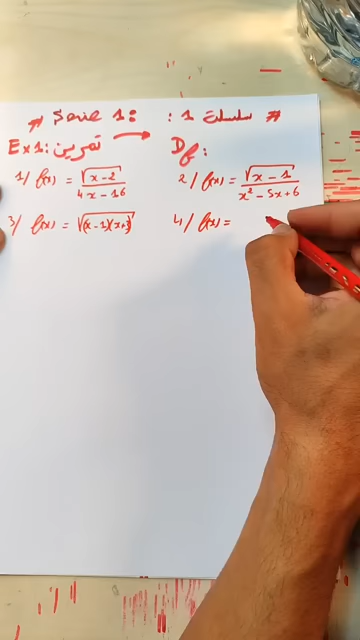 # Serie 1: : سلسلة 1 #
Ex1: تمرين → Df:
1/ f(x) = √(x-2) / (4x-16)
2/ f(x) = √(x-1) / (x²-5x+6)
3/ f(x) = √((x-1)(x+3))
4/ f(x) =